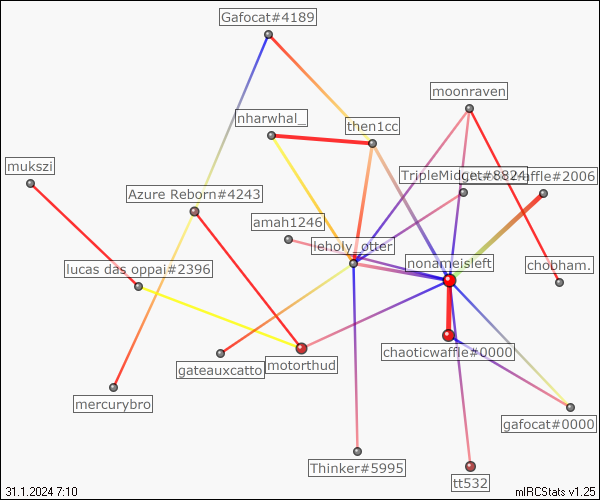 Gafocat#4189
moonraven
nharwhal_
then1cc
mukszi
TripleMidget#8824
waffle#2006
Azure Reborn#4243
amah1246
leholy_otter
nonameisleft
chobham.
lucas das oppai#2396
chaoticwaffle#0000
gateauxcatto
motorthud
mercurybro
gafocat#0000
Thinker#5995
tt532
31.1.2024 7:10
mIRCStats v1.25